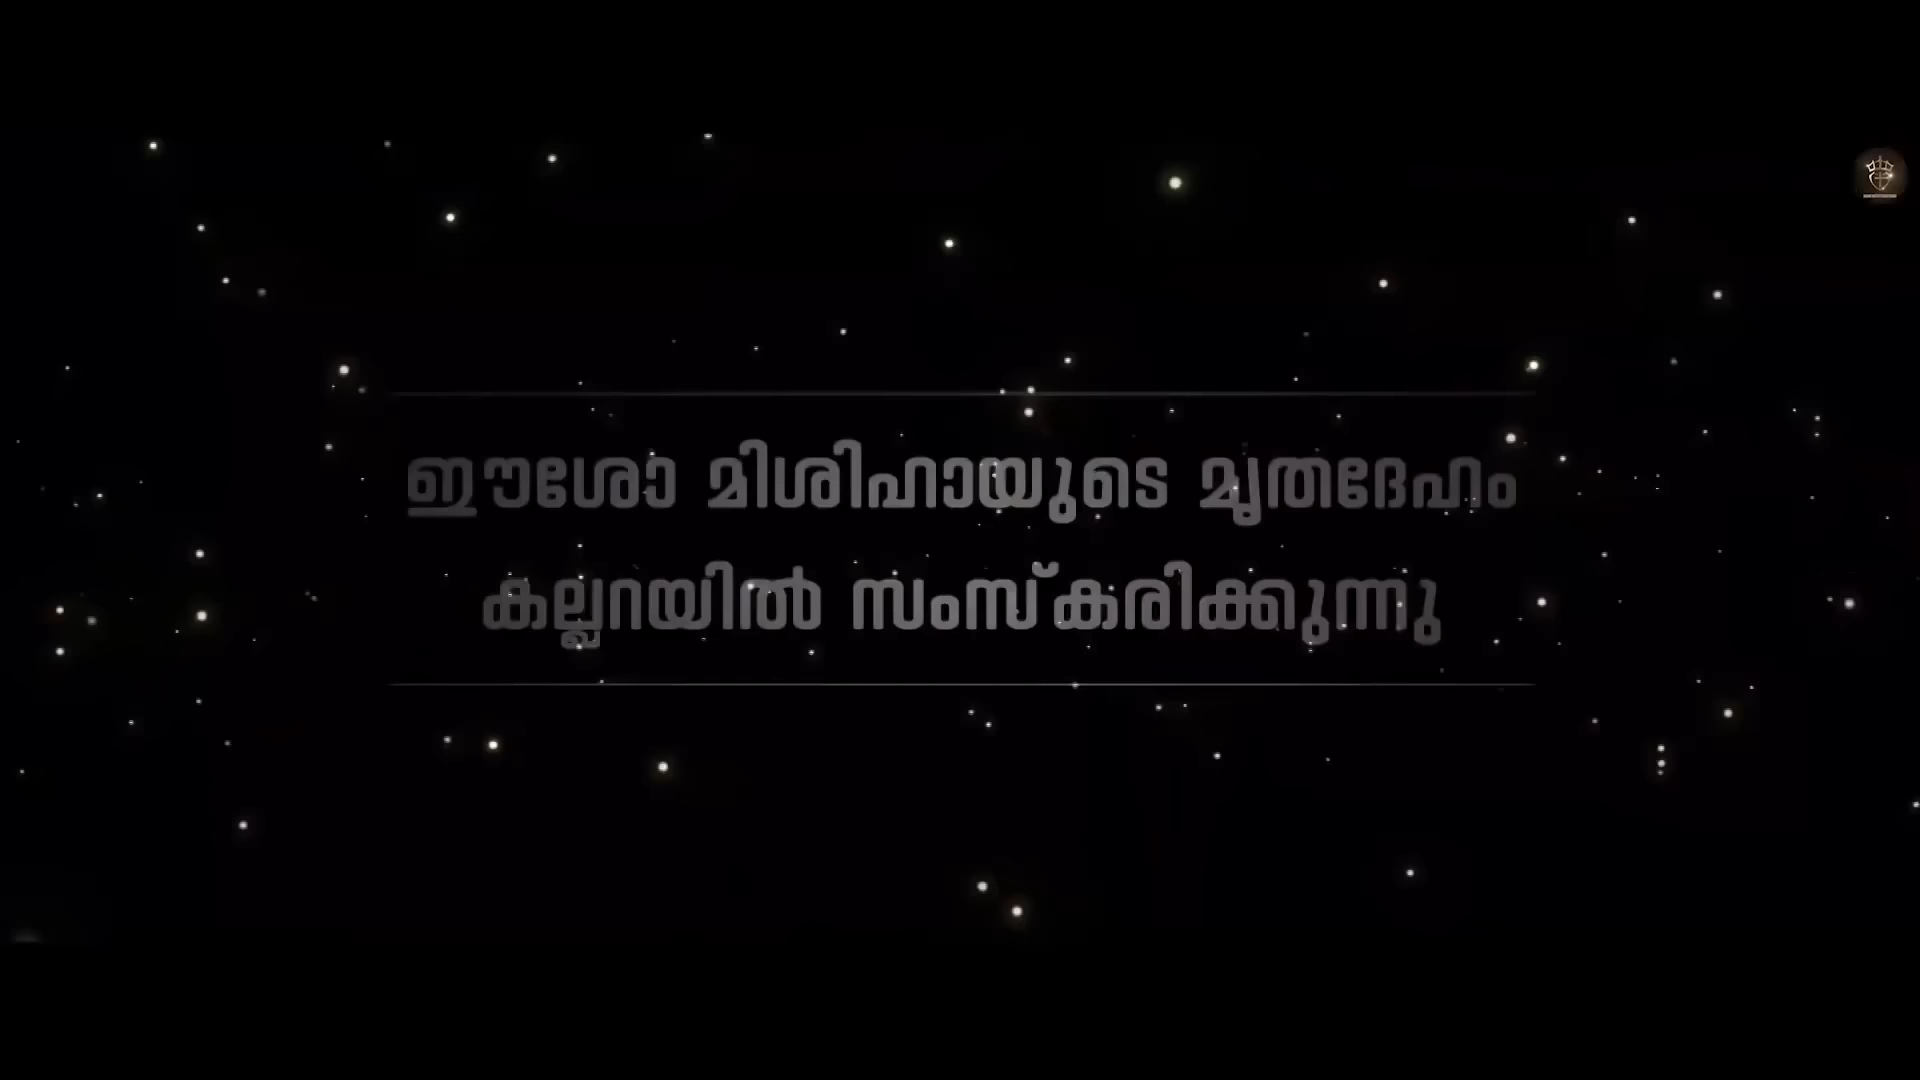 ഈശോ മിശിഹായുടെ മൃതദേഹം
കല്ലറയിൽ സംസ്കരിക്കുന്നു